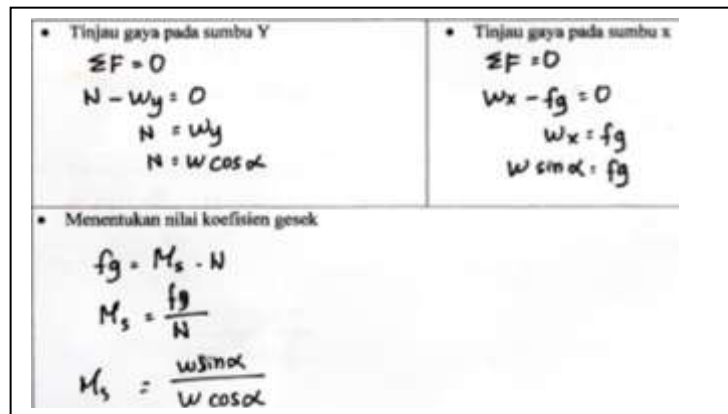 • Tinjau gaya pada sumbu Y
ΣF = 0
N - Wy = 0
N = Wy
N = W cos α
• Tinjau gaya pada sumbu x
ΣF = 0
Wx - fg = 0
Wx = fg
W sin α = fg
• Menentukan nilai koefisien gesek
fg = Ms . N
Ms = fg / N
Ms = W sin α / W cos α